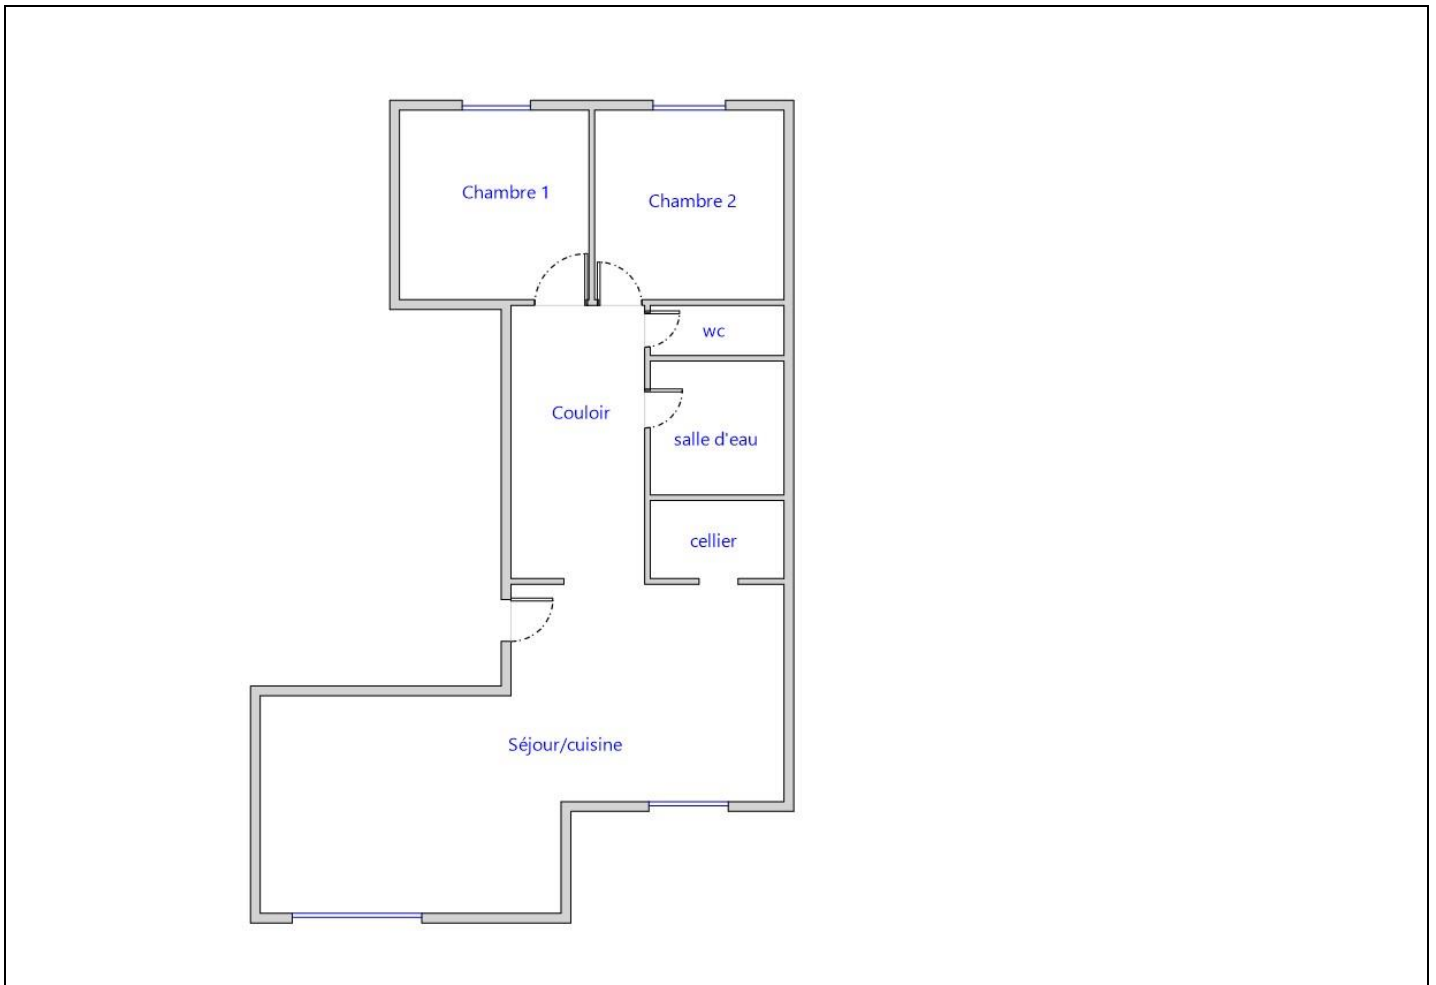 Chambre 1
Chambre 2
wc
Couloir
salle d'eau
cellier
Séjour/cuisine